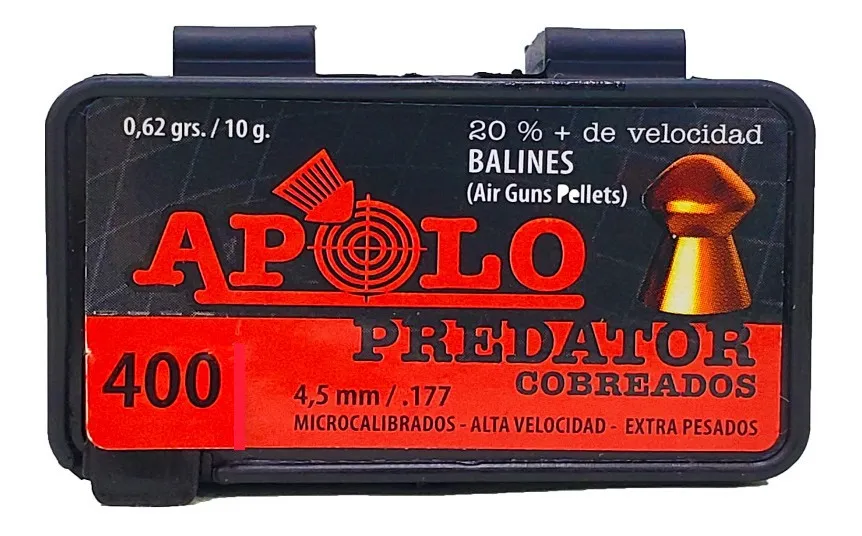 0,62 grs. / 10 g.
20 % + de velocidad
BALINES
(Air Guns Pellets)
APOLO
PREDATOR
COBREADOS
400
4,5 mm / .177
MICROCALIBRADOS - ALTA VELOCIDAD - EXTRA PESADOS